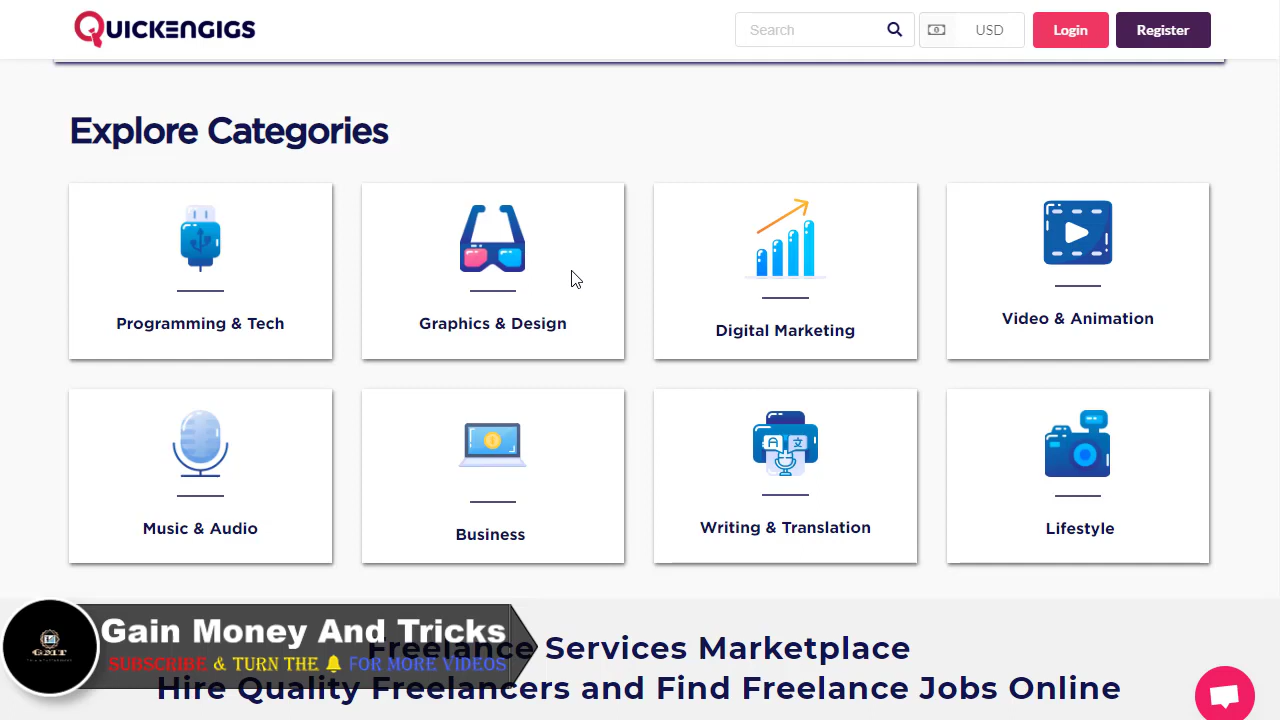 QUICKENGIGS
Search
USD
Login
Register
Explore Categories
Programming & Tech
Graphics & Design
Digital Marketing
Video & Animation
Music & Audio
Business
Writing & Translation
Lifestyle
Gain Money And Tricks
SUBSCRIBE & TURN THE 🔔 FOR MORE VIDEOS
GMT
Freelance Services Marketplace
Hire Quality Freelancers and Find Freelance Jobs Online